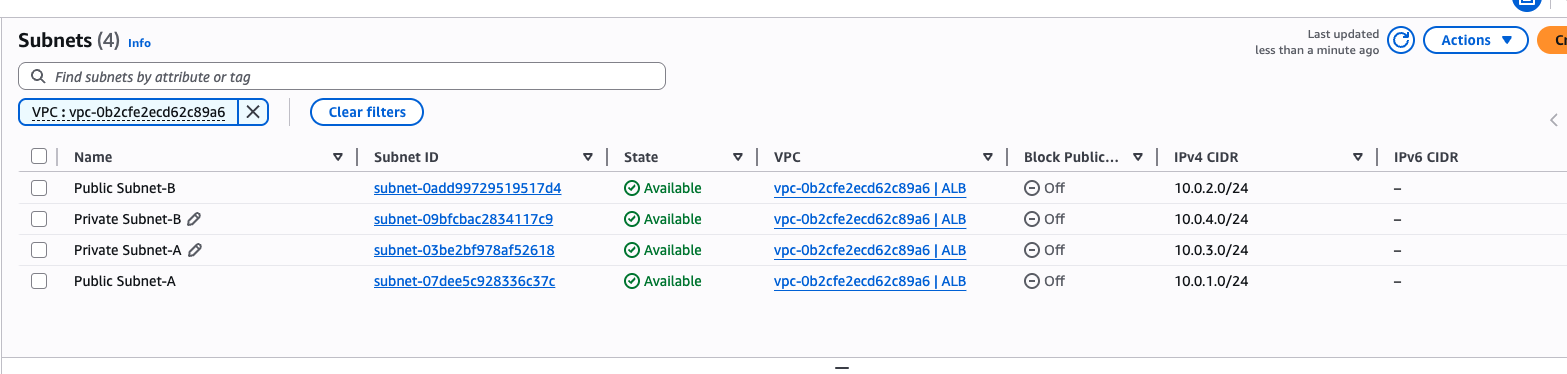 Subnets (4) Info
Last updated
less than a minute ago
Actions
Find subnets by attribute or tag
VPC : vpc-0b2cfe2ecd62c89a6
Clear filters
Name Subnet ID State VPC Block Public... IPv4 CIDR IPv6 CIDR
Public Subnet-B subnet-0add99729519517d4 Available vpc-0b2cfe2ecd62c89a6 | ALB Off 10.0.2.0/24 –
Private Subnet-B subnet-09bfcbac2834117c9 Available vpc-0b2cfe2ecd62c89a6 | ALB Off 10.0.4.0/24 –
Private Subnet-A subnet-03be2bf978af52618 Available vpc-0b2cfe2ecd62c89a6 | ALB Off 10.0.3.0/24 –
Public Subnet-A subnet-07dee5c928336c37c Available vpc-0b2cfe2ecd62c89a6 | ALB Off 10.0.1.0/24 –